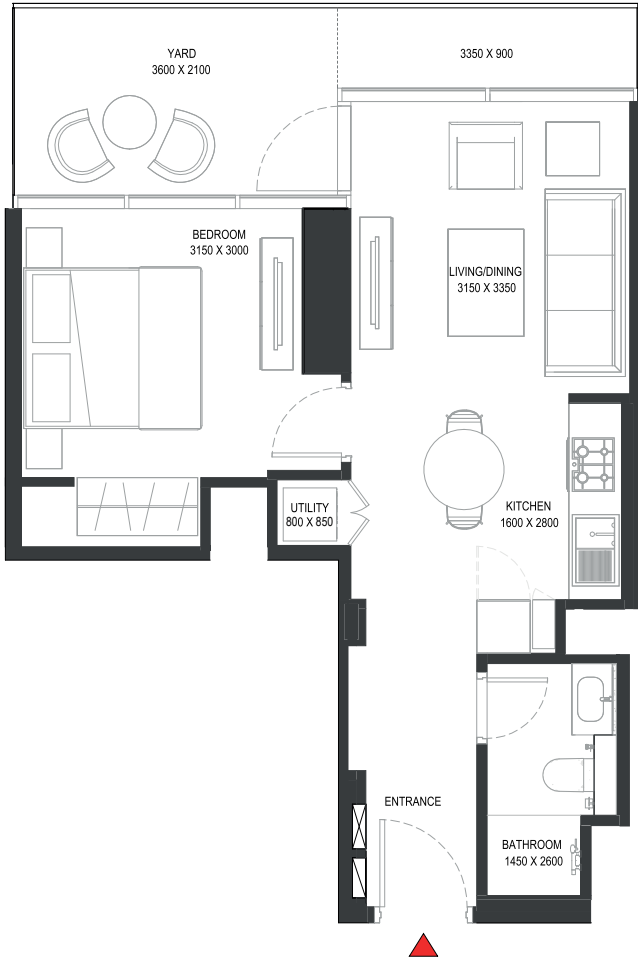 YARD
3600 X 2100
3350 X 900
BEDROOM
3150 X 3000
LIVING/DINING
3150 X 3350
UTILITY
800 X 850
KITCHEN
1600 X 2800
ENTRANCE
BATHROOM
1450 X 2600